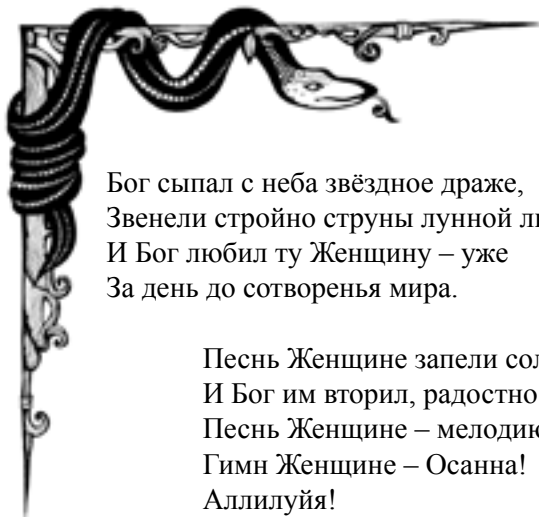 Бог сыпал с неба звёздное драже,
Звенели стройно струны лунной
И Бог любил ту Женщину – уже
За день до сотворенья мира.
Песнь Женщине запели
И Бог им вторил, радостно
Песнь Женщине –
Гимн Женщине – Осанна!
Аллилуйя!